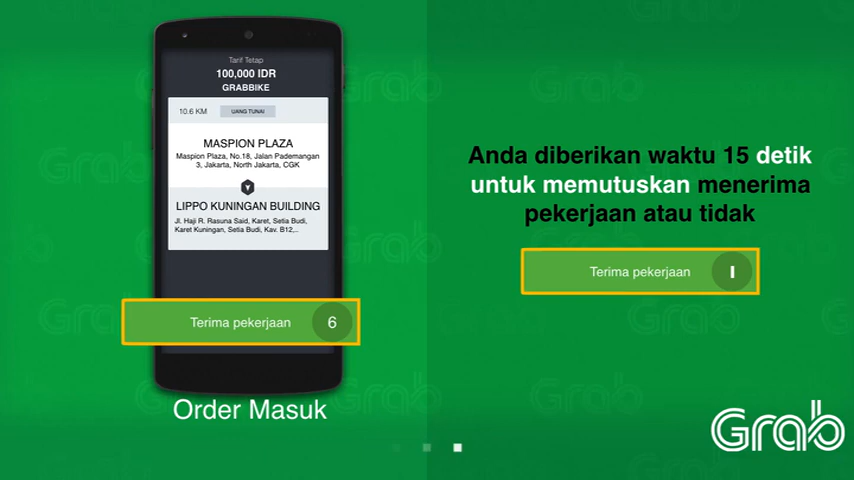 Tarif Tetap
100,000 IDR
GRABBIKE
10.6 KM UANG TUNAI
MASPION PLAZA
Maspion Plaza, No.18, Jalan Pademangan
3, Jakarta, North Jakarta, CGK
LIPPO KUNINGAN BUILDING
Jl. Haji R. Rasuna Said, Karet, Setia Budi,
Karet Kuningan, Setia Budi, Kav. B12,..
Terima pekerjaan 6
Order Masuk
Anda diberikan waktu 15 detik
untuk memutuskan menerima
pekerjaan atau tidak
Terima pekerjaan
Grab